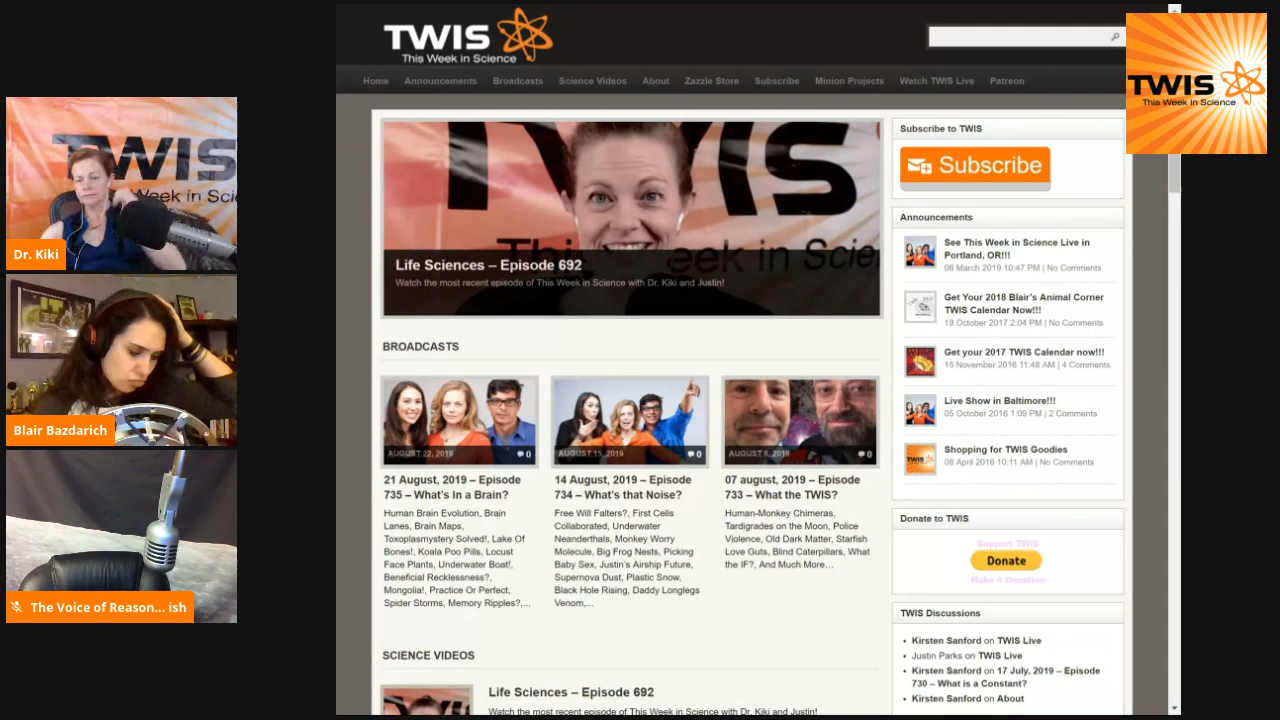 TWIS
This Week in Science
Home Announcements Broadcasts Science Videos About Zazzle Store Subscribe Minion Projects Watch TWIS Live Patreon
TWIS
This Week in Science
TWIS
Week in Science
Dr. Kiki
Blair Bazdarich
The Voice of Reason... ish
TWIS
This Week in Science
Life Sciences – Episode 692
Watch the most recent episode of This Week in Science with Dr. Kiki and Justin!
BROADCASTS
AUGUST 22, 2019
0
21 August, 2019 – Episode
735 – What's In a Brain?
Human Brain Evolution, Brain
Lanes, Brain Maps,
Toxoplasmystery Solved!, Lake Of
Bones!, Koala Poo Pills, Locust
Face Plants, Underwater Boat!,
Beneficial Recklessness?,
Mongolia!, Practice Or Perfect,
Spider Storms, Memory Ripples?,...
AUGUST 15, 2019
0
14 August, 2019 – Episode
734 – What's that Noise?
Free Will Falters?, First Cells
Collaborated, Underwater
Neanderthals, Monkey Worry
Molecule, Big Frog Nests, Picking
Baby Sex, Justin's Airship Future,
Supernova Dust, Plastic Snow,
Black Hole Rising, Daddy Longlegs
Venom,...
AUGUST 8, 2019
0
07 august, 2019 – Episode
733 – What the TWIS?
Human-Monkey Chimeras,
Tardigrades on the Moon, Police
Violence, Old Dark Matter, Starfish
Love Guts, Blind Caterpillars, What
the IF?, And Much More...
SCIENCE VIDEOS
Life Sciences – Episode 692
Watch the most recent episode of This Week in Science with Dr. Kiki and Justin!
Subscribe to TWIS
Subscribe
Announcements
See This Week in Science Live in
Portland, OR!!!
06 March 2019 10:47 PM | No Comments
Get Your 2018 Blair's Animal Corner
TWIS Calendar Now!!!
19 October 2017 2:04 PM | No Comments
Get your 2017 TWIS Calendar now!!!
15 November 2016 11:48 AM | 4 Comments
Live Show in Baltimore!!!
05 October 2016 1:09 PM | 2 Comments
TWIS
Shopping for TWIS Goodies
08 April 2016 10:11 AM | No Comments
Donate to TWIS
Support TWIS
Donate
Make A Donation
TWIS Discussions
Kirsten Sanford on TWIS Live
Justin Parks on TWIS Live
Kirsten Sanford on 17 July, 2019 – Episode
730 – What is a Constant?
Kirsten Sanford on About